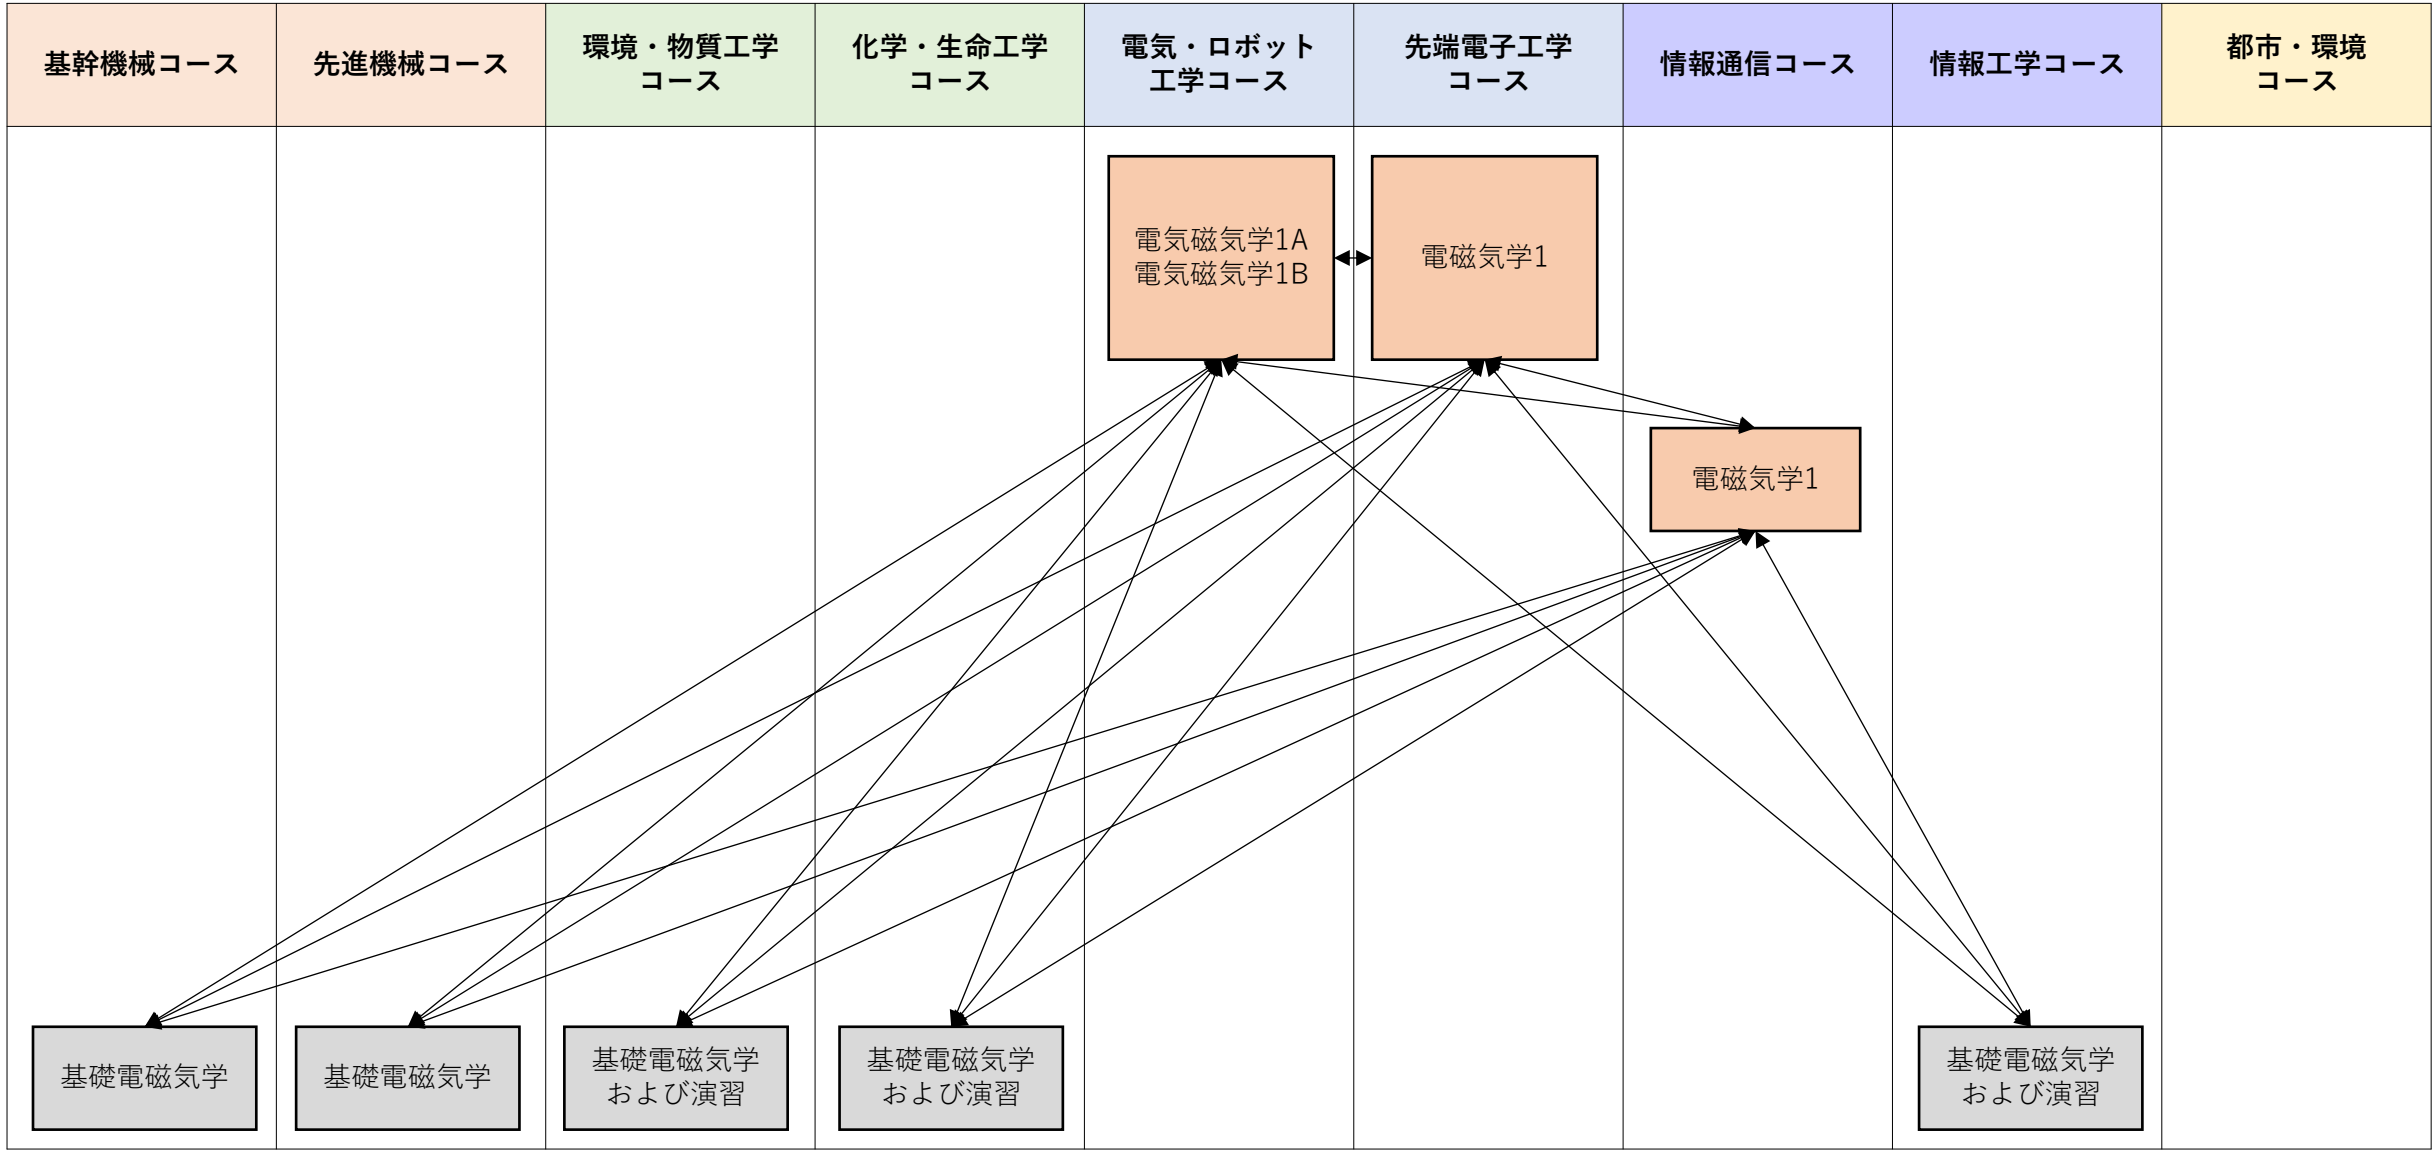 基幹機械コース
先進機械コース
環境・物質工学
コース
化学・生命工学
コース
電気・ロボット
工学コース
先端電子工学
コース
情報通信コース
情報工学コース
都市・環境
コース
電気磁気学1A
電気磁気学1B
電磁気学1
電磁気学1
基礎電磁気学
基礎電磁気学
基礎電磁気学
および演習
基礎電磁気学
および演習
基礎電磁気学
および演習